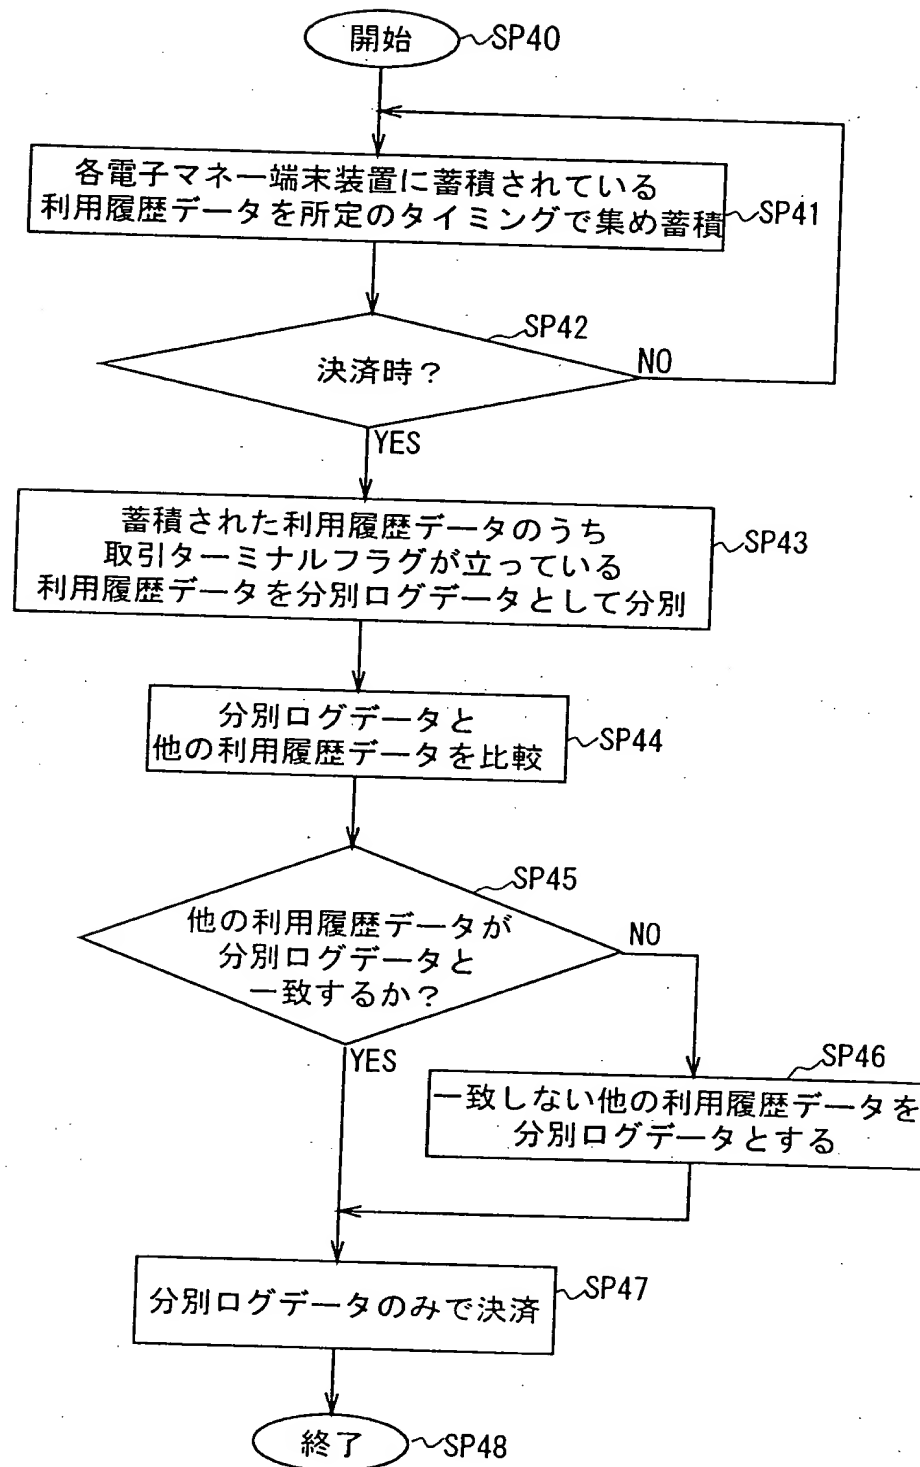 開始
SP40
各電子マネー端末装置に蓄積されている
利用履歴データを所定のタイミングで集め蓄積
SP41
SP42
決済時？
NO
YES
蓄積された利用履歴データのうち
取引ターミナルフラグが立っている
利用履歴データを分別ログデータとして分別
SP43
分別ログデータと
他の利用履歴データを比較
SP44
SP45
他の利用履歴データが
分別ログデータと
一致するか？
NO
YES
SP46
一致しない他の利用履歴データを
分別ログデータとする
分別ログデータのみで決済
SP47
終了
SP48